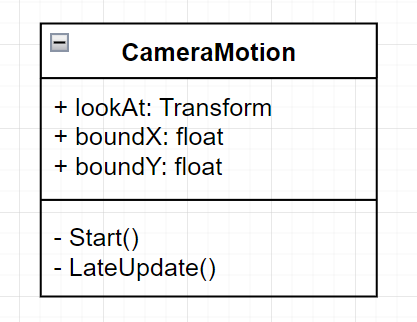 CameraMotion
+ lookAt: Transform
+ boundX: float
+ boundY: float
- Start()
- LateUpdate()